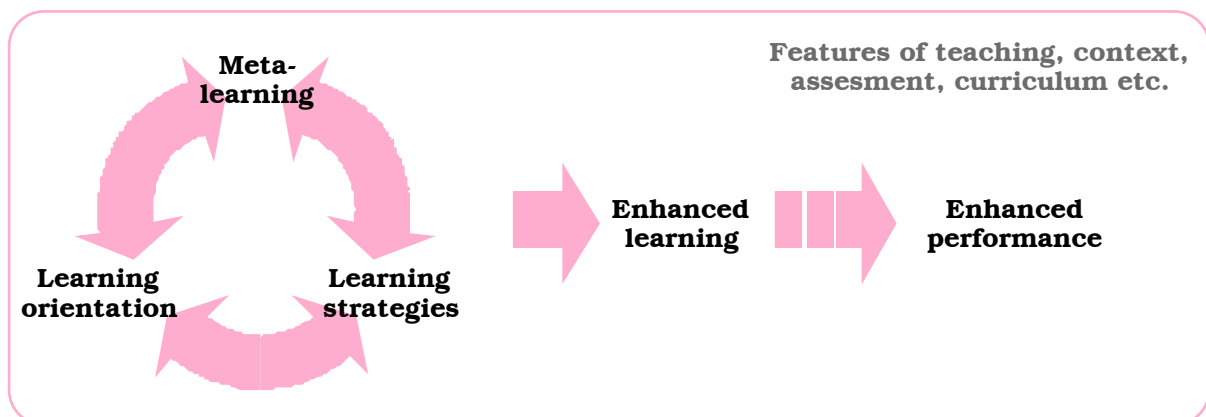 Meta-
learning
Features of teaching, context,
assesment, curriculum etc.
Enhanced
learning
Enhanced
performance
Learning
orientation
Learning
strategies